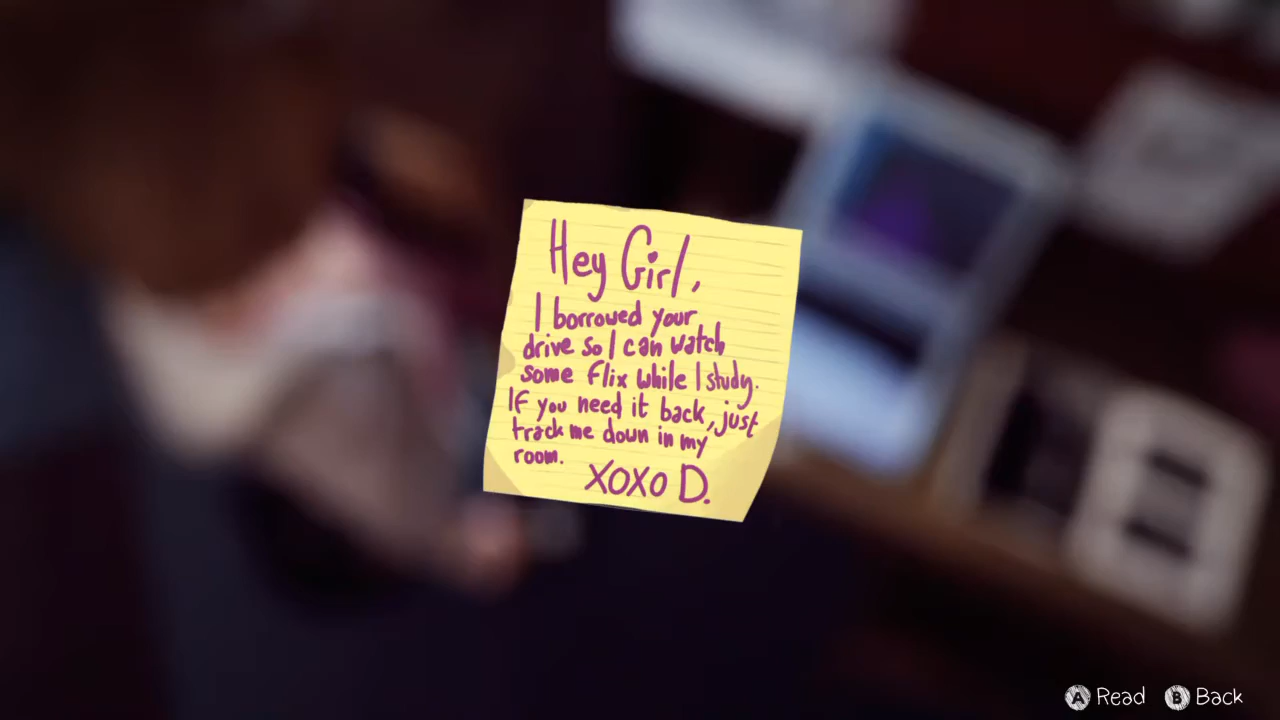 Hey Girl,
I borrowed your
drive so I can watch
some flix while I study.
If you need it back, just
track me down in my
room.
XOXO D.
A Read B Back